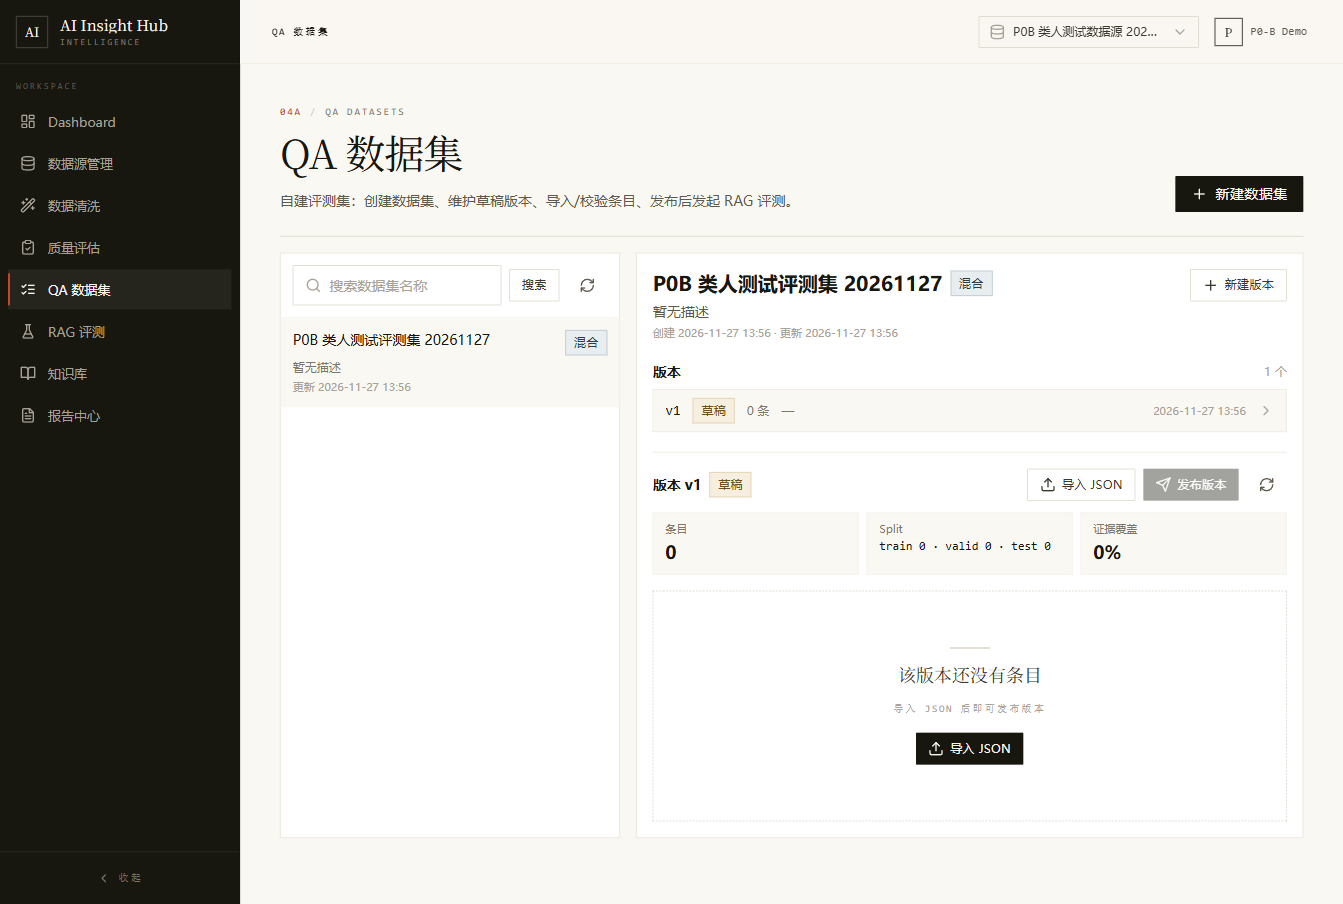 AI
AI Insight Hub
INTELLIGENCE
WORKSPACE
Dashboard
数据源管理
数据清洗
质量评估
QA 数据集
RAG 评测
知识库
报告中心
收起
QA 数据集
P0B 类人测试数据源 202...
P
P0-B Demo
04A / QA DATASETS
QA 数据集
自建评测集：创建数据集、维护草稿版本、导入/校验条目、发布后发起 RAG 评测。
新建数据集
搜索数据集名称
搜索
P0B 类人测试评测集 20261127
混合
暂无描述
更新 2026-11-27 13:56
P0B 类人测试评测集 20261127
混合
新建版本
暂无描述
创建 2026-11-27 13:56 · 更新 2026-11-27 13:56
版本
1 个
v1 草稿 0 条 —
2026-11-27 13:56
版本 v1 草稿
导入 JSON
发布版本
条目
0
Split
train 0 · valid 0 · test 0
证据覆盖
0%
该版本还没有条目
导入 JSON 后即可发布版本
导入 JSON